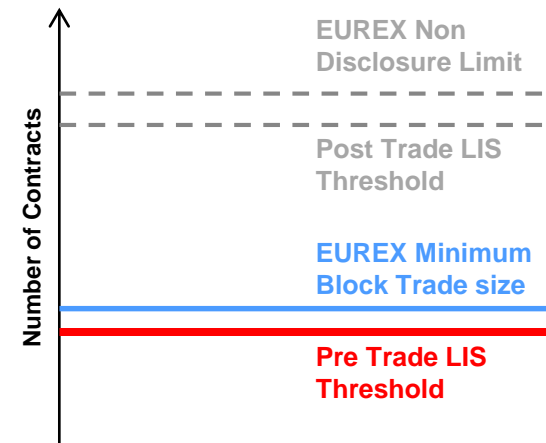 EUREX Non
Disclosure Limit
Post Trade LIS
Threshold
Number of Contracts
EUREX Minimum
Block Trade size
Pre Trade LIS
Threshold